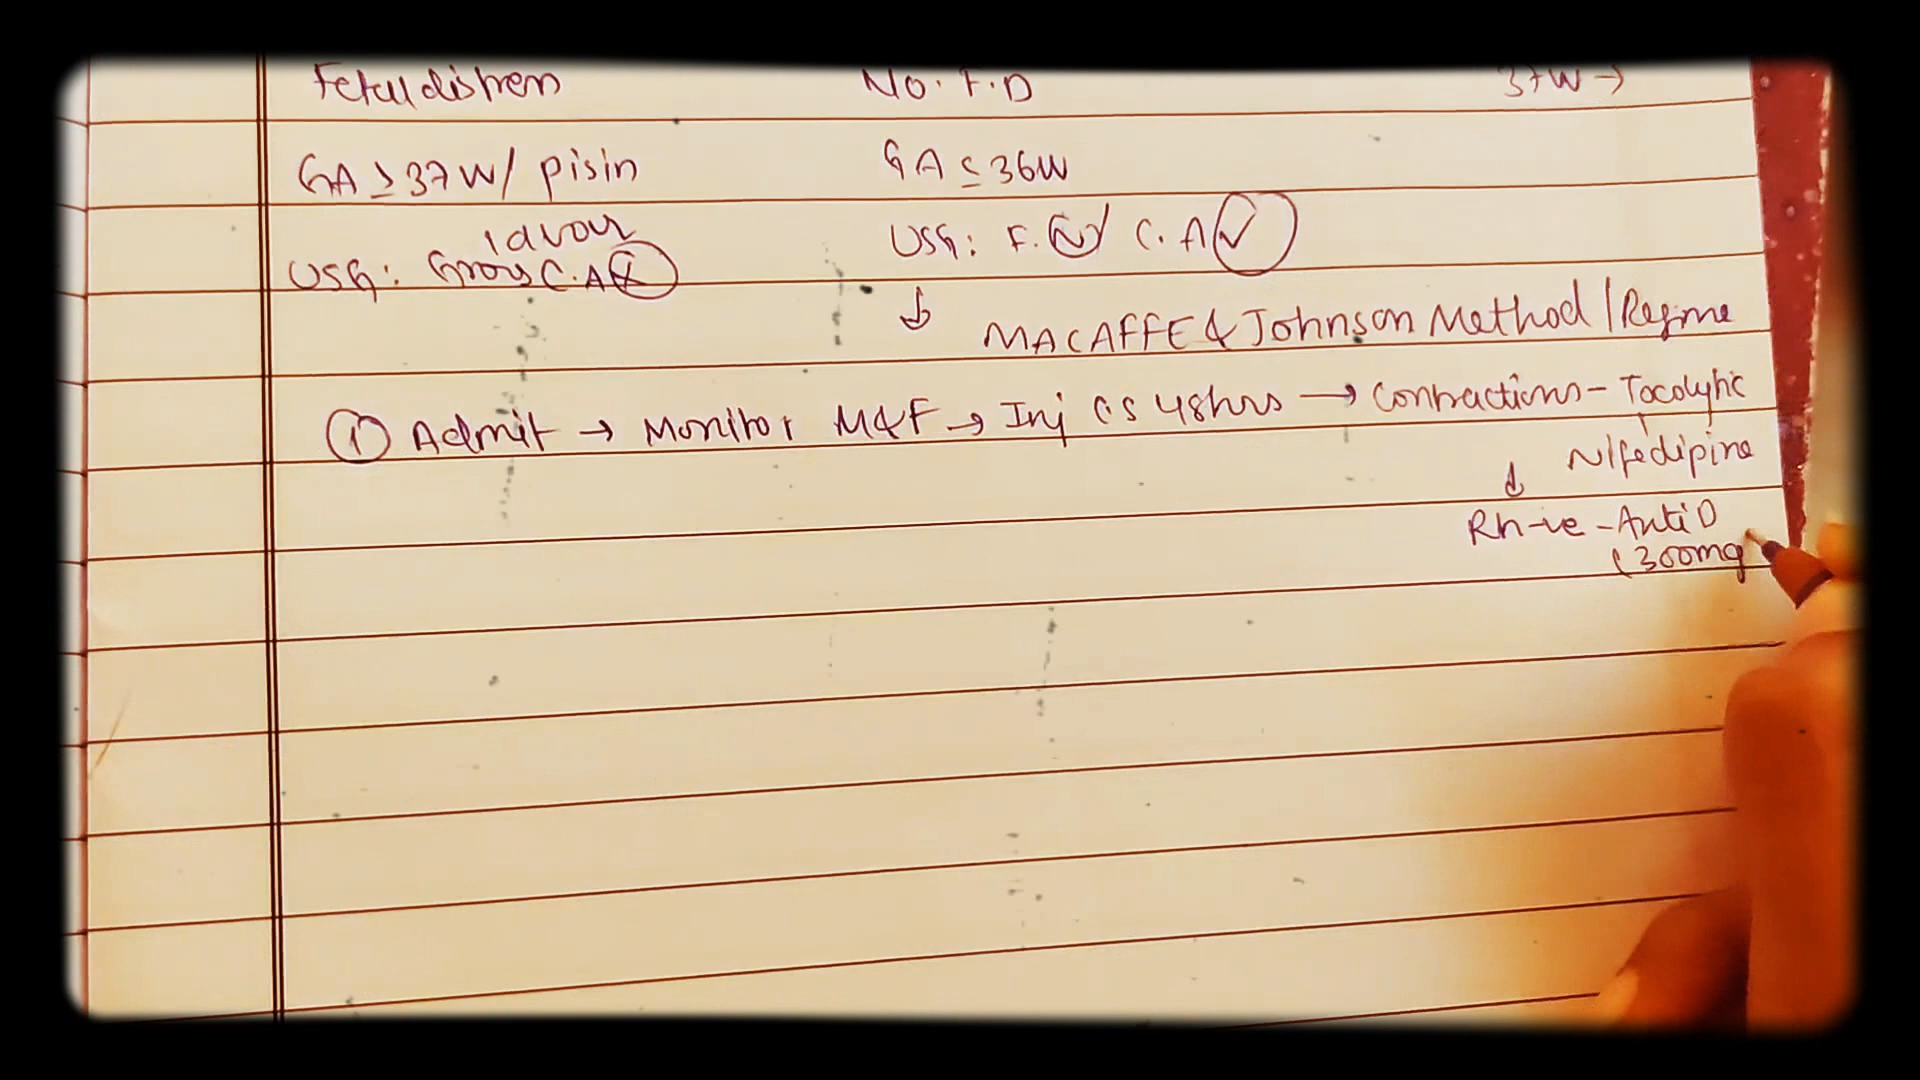 Fetal distress No. F.D 37W →
GA ≥ 37W/ pisin GA ≤ 36W
labour
USG: Gross C.A USG: F. N / C.A ✓
↓ MACAFFE & Johnson Method / Regime
① Admit → Monitor M&F → Inj C.S 48hrs → Contractions - Tocolytic
↓ Nifedipine
Rh-ve - Anti D
(300mg